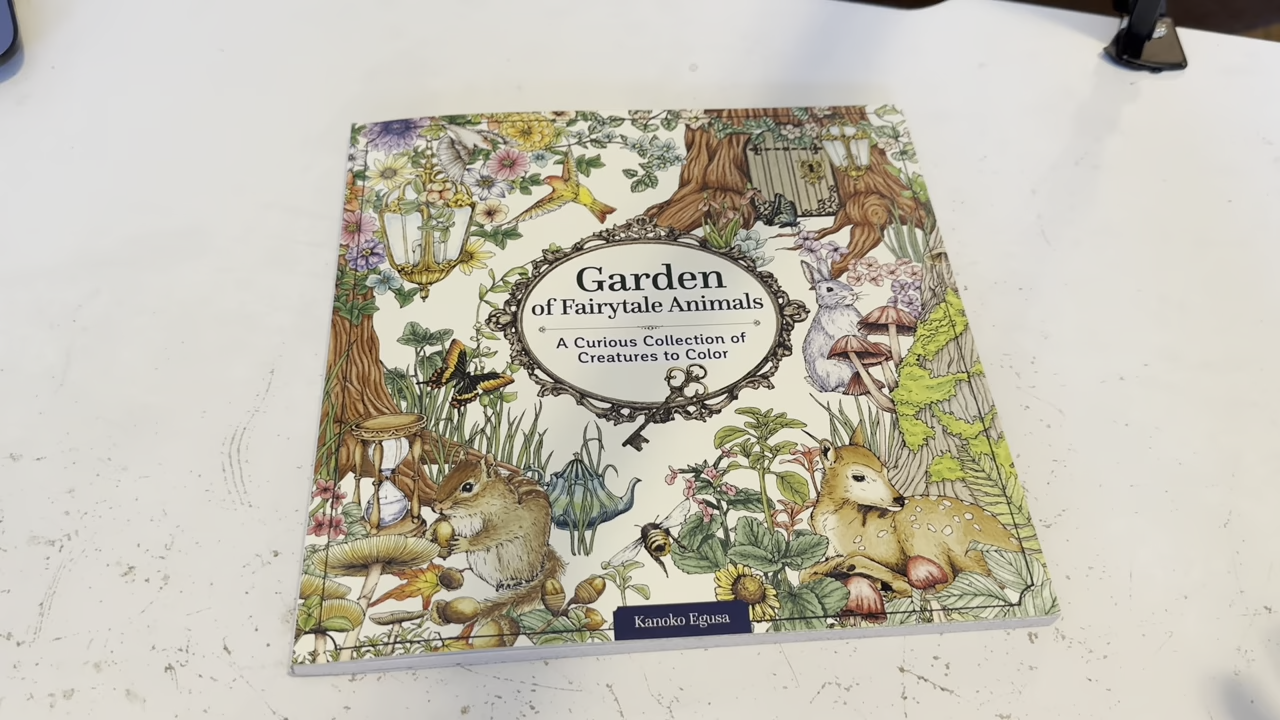 Garden
of Fairytale Animals
A Curious Collection of
Creatures to Color
Kanoko Egusa